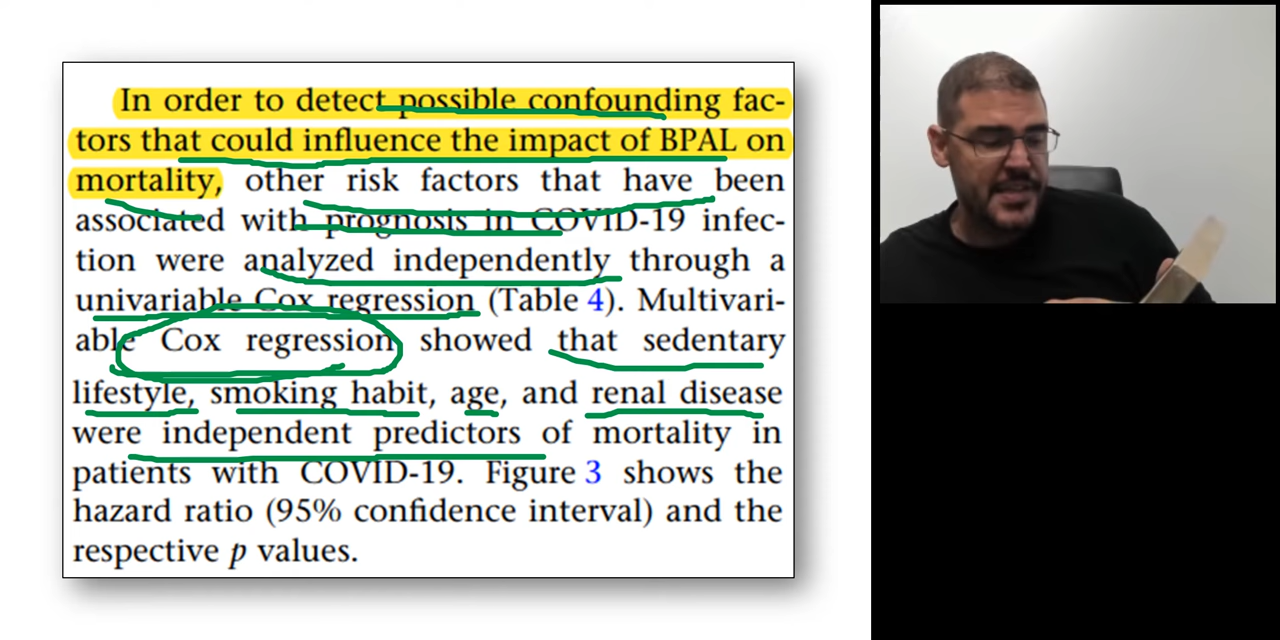 In order to detect possible confounding fac-
tors that could influence the impact of BPAL on
mortality, other risk factors that have been
associated with prognosis in COVID-19 infec-
tion were analyzed independently through a
univariable Cox regression (Table 4). Multivari-
able Cox regression showed that sedentary
lifestyle, smoking habit, age, and renal disease
were independent predictors of mortality in
patients with COVID-19. Figure 3 shows the
hazard ratio (95% confidence interval) and the
respective p values.